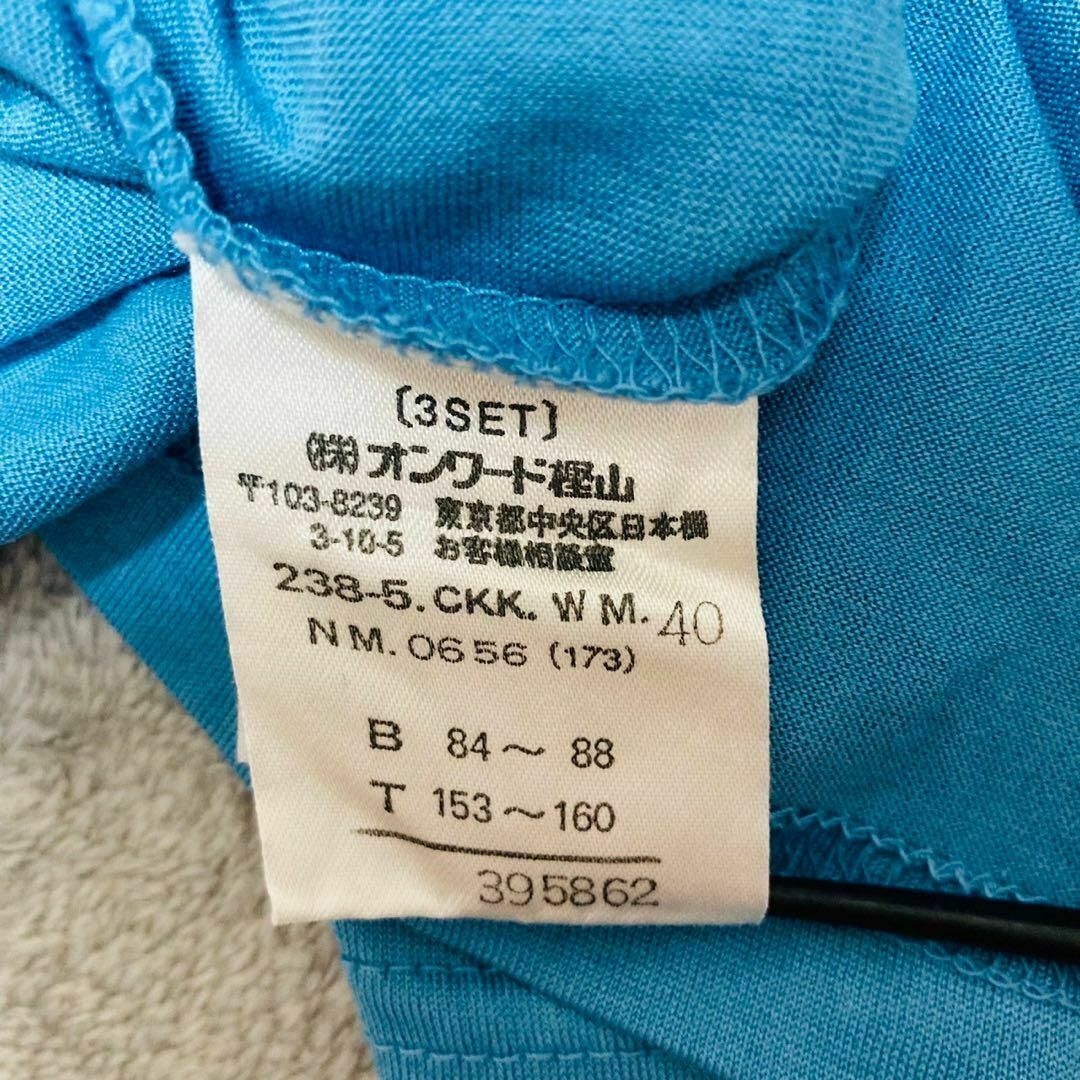 〔3SET〕
(株)オンワード樫山
〒103-8239 東京都中央区日本橋
3-10-5 お客様相談室
238-5.CKK.WM.40
NM.0656 (173)
B 84〜88
T 153〜160
395862